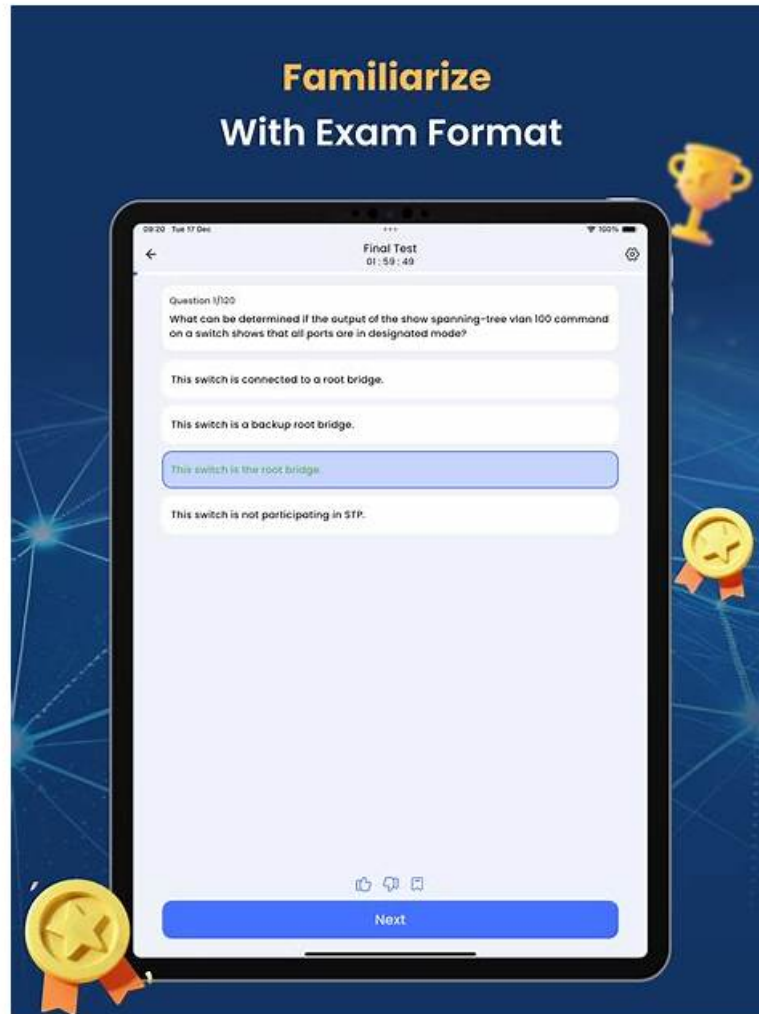 Familiarize
With Exam Format
09:20 Tue 17 Dec
100%
Final Test
01 : 59 : 49
Question 1/120
What can be determined if the output of the show spanning-tree vlan 100 command
on a switch shows that all ports are in designated mode?
This switch is connected to a root bridge.
This switch is a backup root bridge.
This switch is the root bridge.
This switch is not participating in STP.
Next